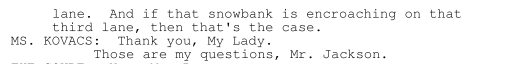 lane. And if that snowbank is encroaching on that
third lane, then that's the case.
MS. KOVACS: Thank you, My Lady.
Those are my questions, Mr. Jackson.